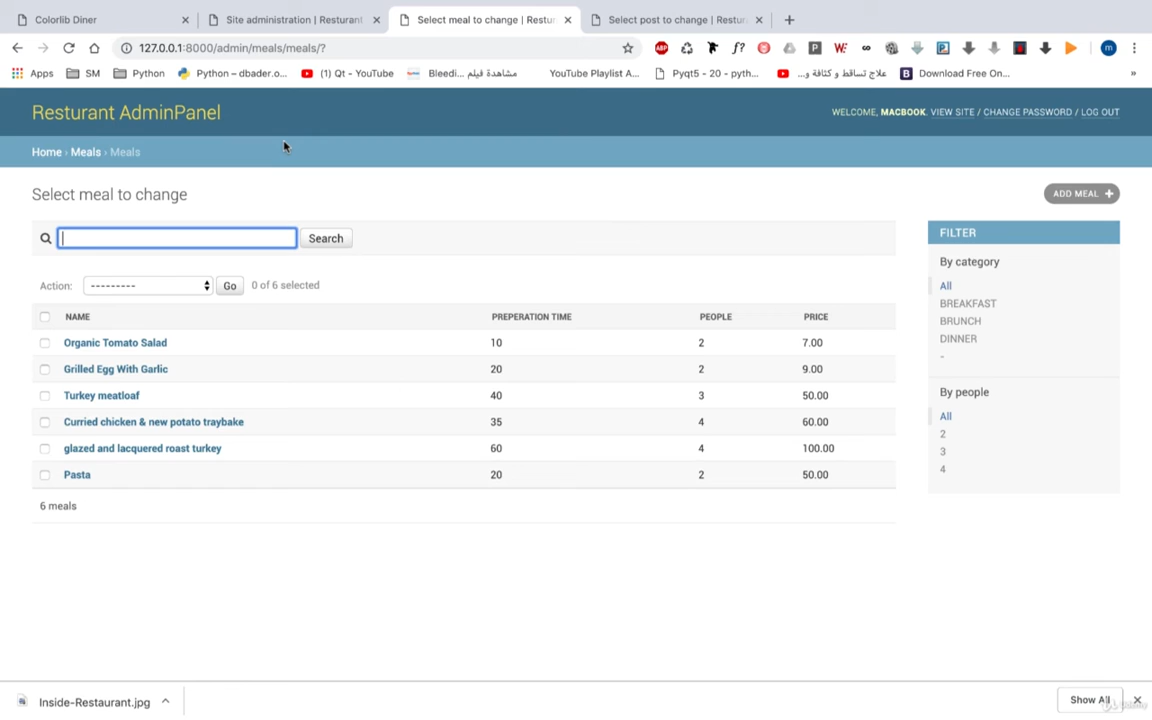 Colorlib Diner
Site administration | Resturant
Select meal to change | Restur
Select post to change | Restur
127.0.0.1:8000/admin/meals/meals/?
Apps
SM
Python
Python – dbader.o...
(1) Qt - YouTube
Bleedi... مشاهدة فيلم
YouTube Playlist A...
Pyqt5 - 20 - pyth...
علاج تساقط و كثافة و...
Download Free On...
»
Resturant AdminPanel
WELCOME, MACBOOK. VIEW SITE / CHANGE PASSWORD / LOG OUT
Home › Meals › Meals
Select meal to change
ADD MEAL +
Search
FILTER
By category
All
BREAKFAST
BRUNCH
DINNER
-
By people
All
2
3
4
Action: --------- Go 0 of 6 selected
NAME PREPERATION TIME PEOPLE PRICE
Organic Tomato Salad 10 2 7.00
Grilled Egg With Garlic 20 2 9.00
Turkey meatloaf 40 3 50.00
Curried chicken & new potato traybake 35 4 60.00
glazed and lacquered roast turkey 60 4 100.00
Pasta 20 2 50.00
6 meals
Inside-Restaurant.jpg
Show All